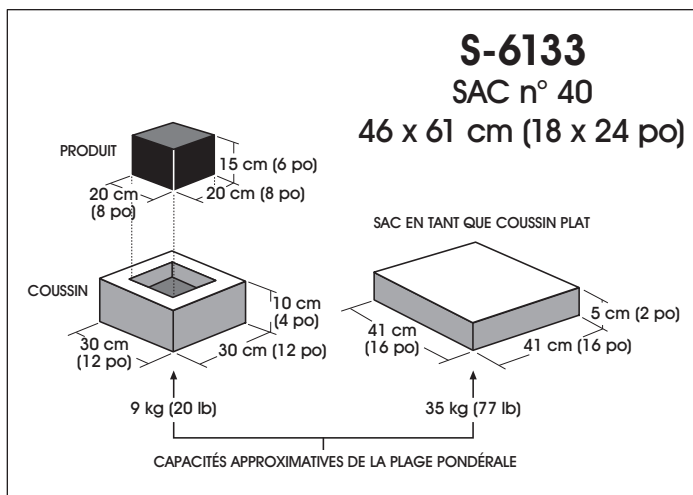 S-6133
SAC n° 40
46 x 61 cm (18 x 24 po)
PRODUIT
15 cm (6 po)
20 cm
(8 po)
20 cm (8 po)
SAC EN TANT QUE COUSSIN PLAT
COUSSIN
10 cm
(4 po)
30 cm
(12 po)
30 cm (12 po)
5 cm (2 po)
41 cm
(16 po)
41 cm (16 po)
9 kg (20 lb)
35 kg (77 lb)
CAPACITÉS APPROXIMATIVES DE LA PLAGE PONDÉRALE